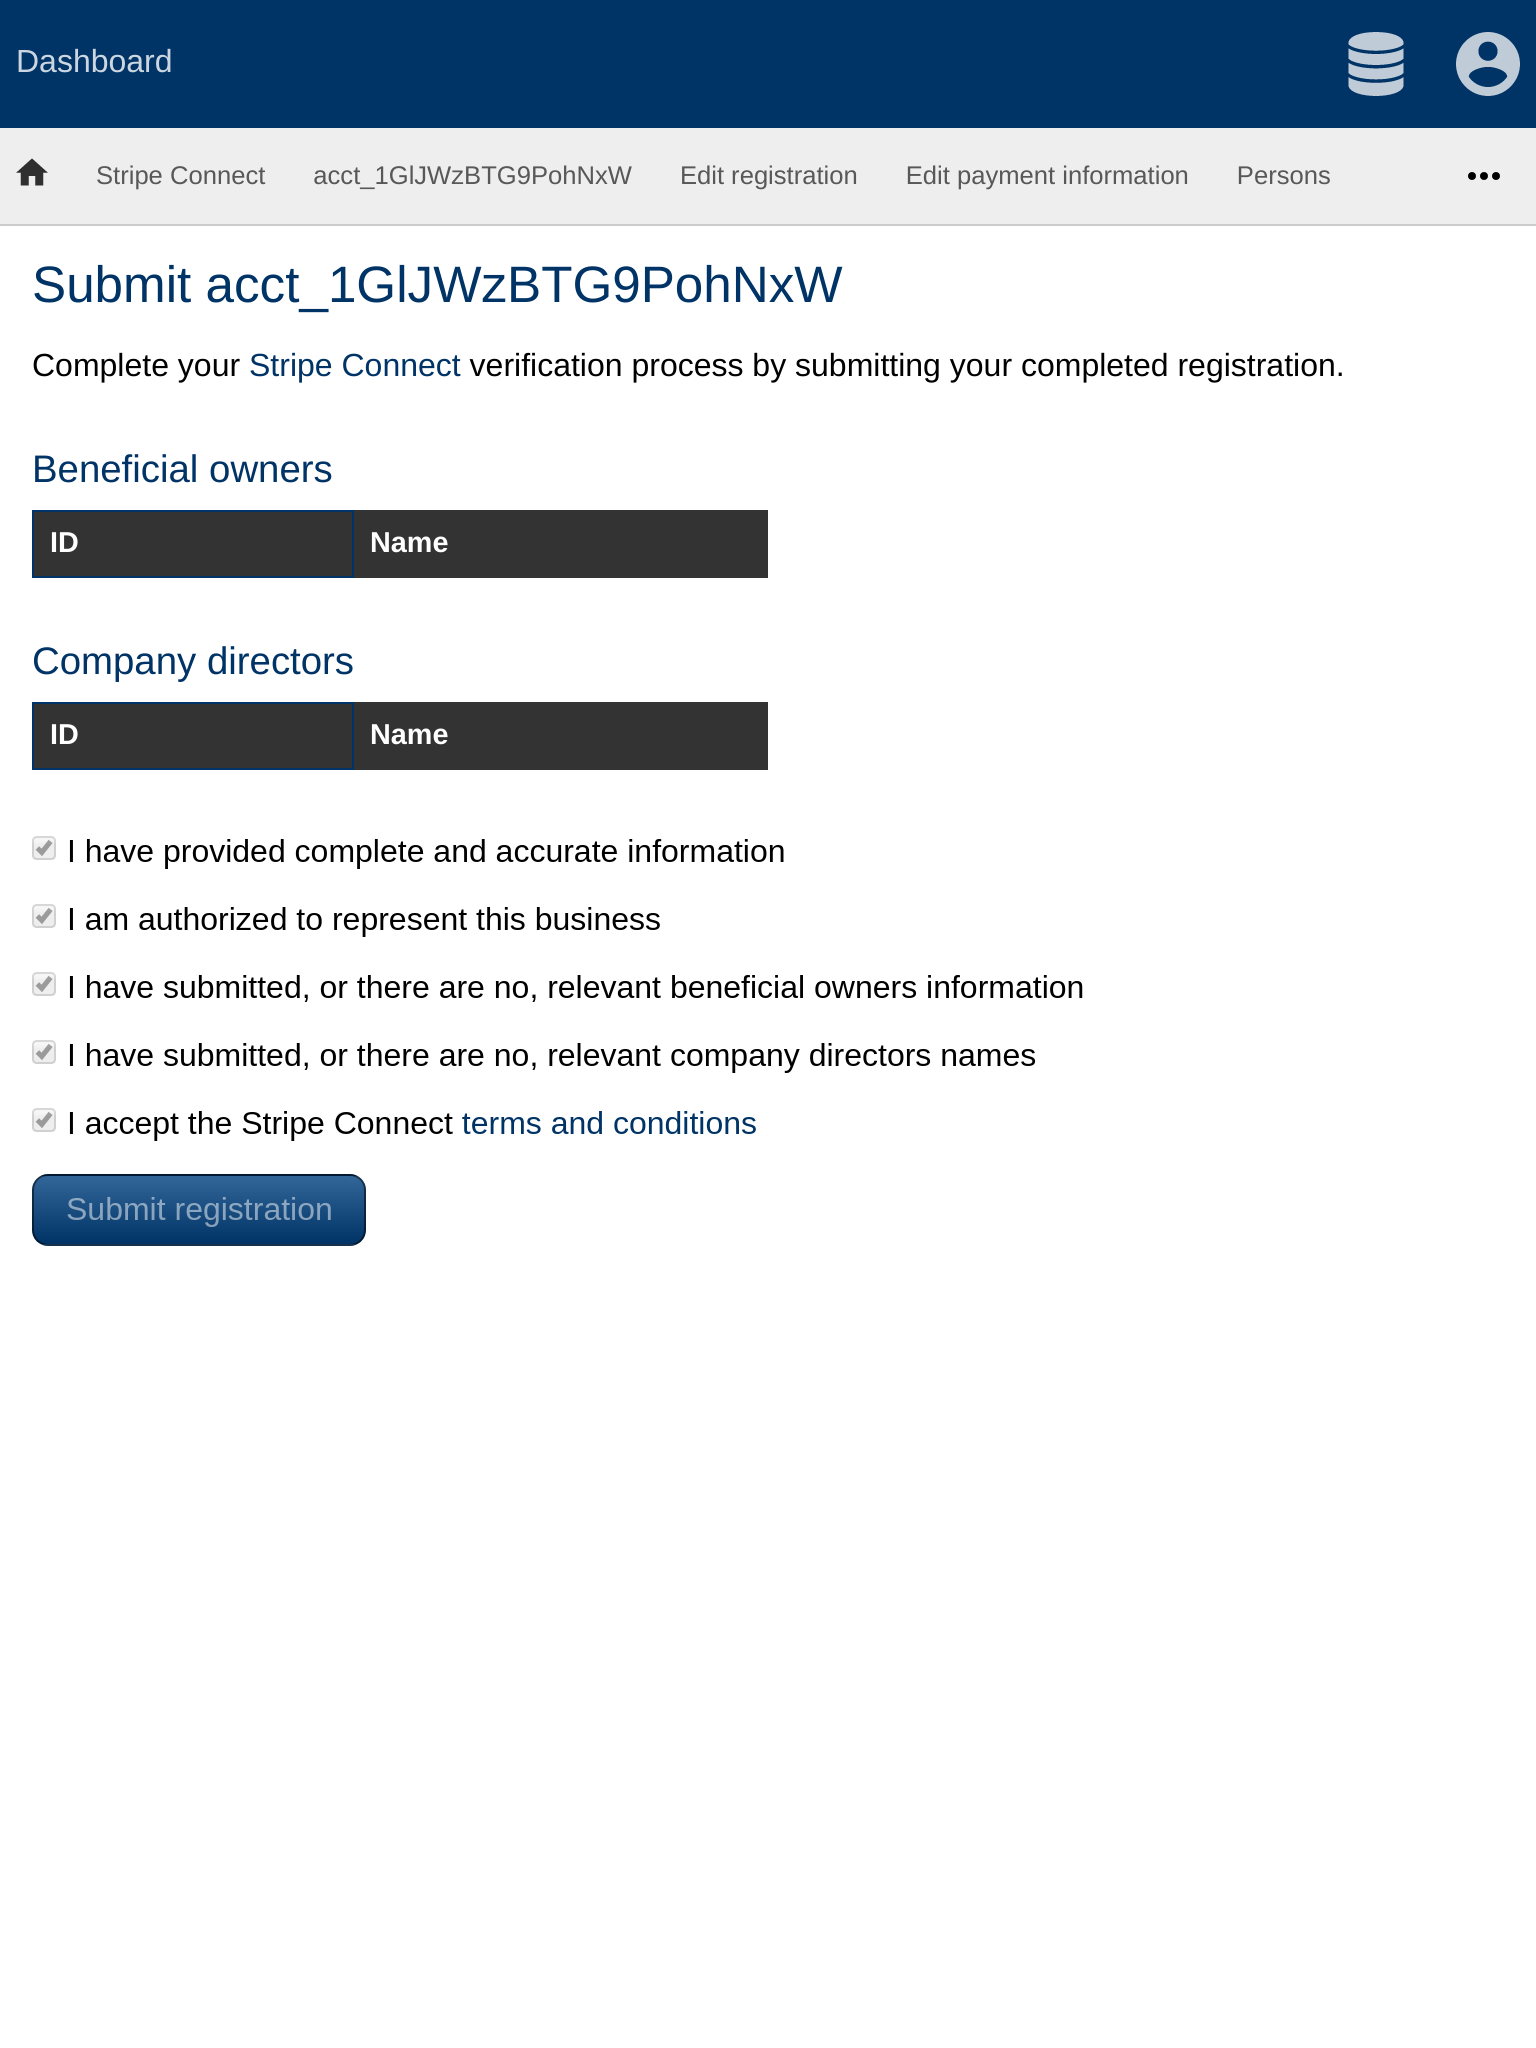 Dashboard
Stripe Connect acct_1GlJWzBTG9PohNxW Edit registration Edit payment information Persons
Submit acct_1GlJWzBTG9PohNxW
Complete your Stripe Connect verification process by submitting your completed registration.
Beneficial owners
ID Name
Company directors
ID Name
I have provided complete and accurate information
I am authorized to represent this business
I have submitted, or there are no, relevant beneficial owners information
I have submitted, or there are no, relevant company directors names
I accept the Stripe Connect terms and conditions
Submit registration